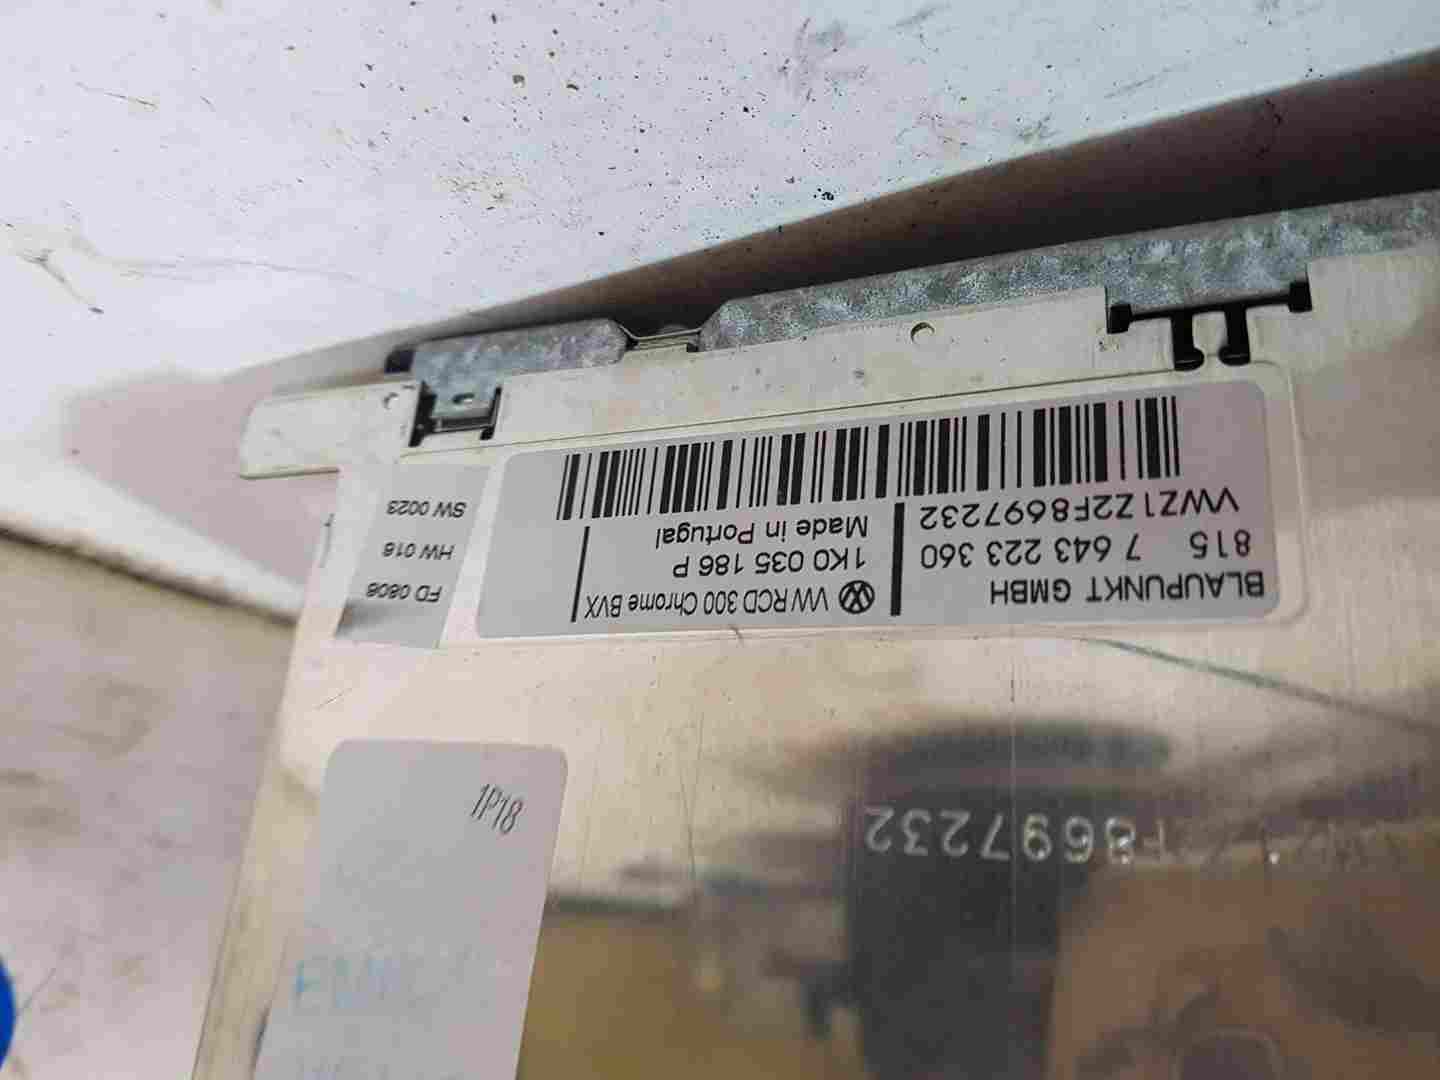 BLAUPUNKT GMBH
815 7 643 223 360
VWZ1Z2F8697232
VW RCD 300 Chrome BVX
1K0 035 186 P
Made in Portugal
FD 0808
HW 016
SW 0023
1P18
F8697232